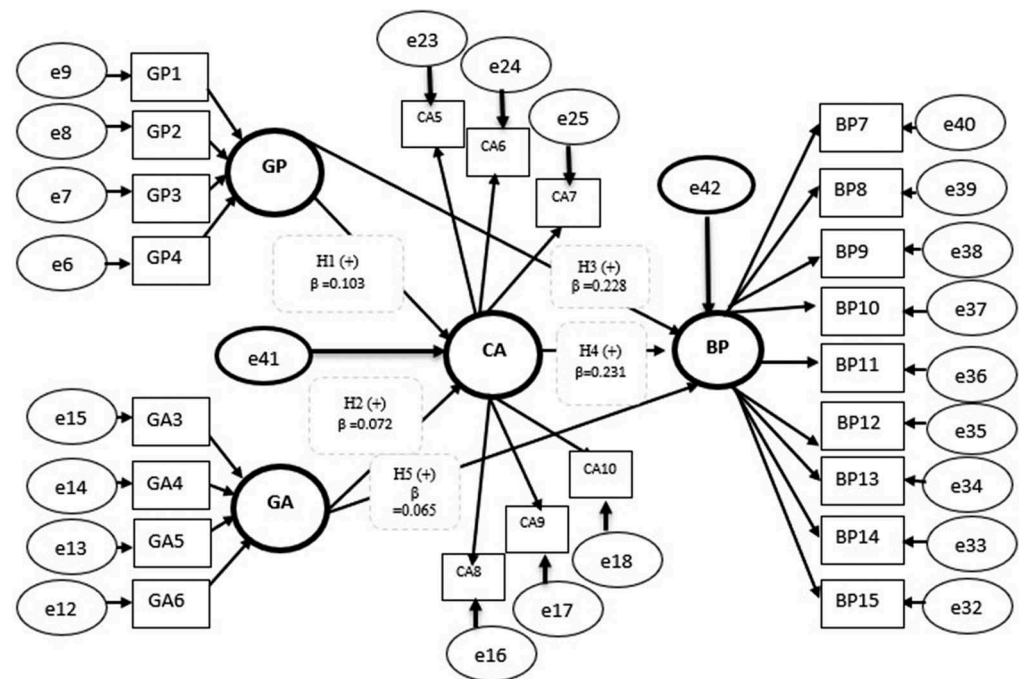 e23
e24
e25
e9
GP1
e8
GP2
e7
GP3
e6
GP4
GP
CA5
CA6
CA7
e42
BP7
e40
BP8
e39
BP9
e38
BP10
e37
BP11
e36
BP12
e35
BP13
e34
BP14
e33
BP15
e32
H1 (+)
β =0.103
H3 (+)
β =0.228
e41
CA
H4 (+)
β=0.231
BP
H2 (+)
β =0.072
H5 (+)
β
=0.065
e15
GA3
e14
GA4
e13
GA5
e12
GA6
GA
CA10
CA9
CA8
e18
e17
e16